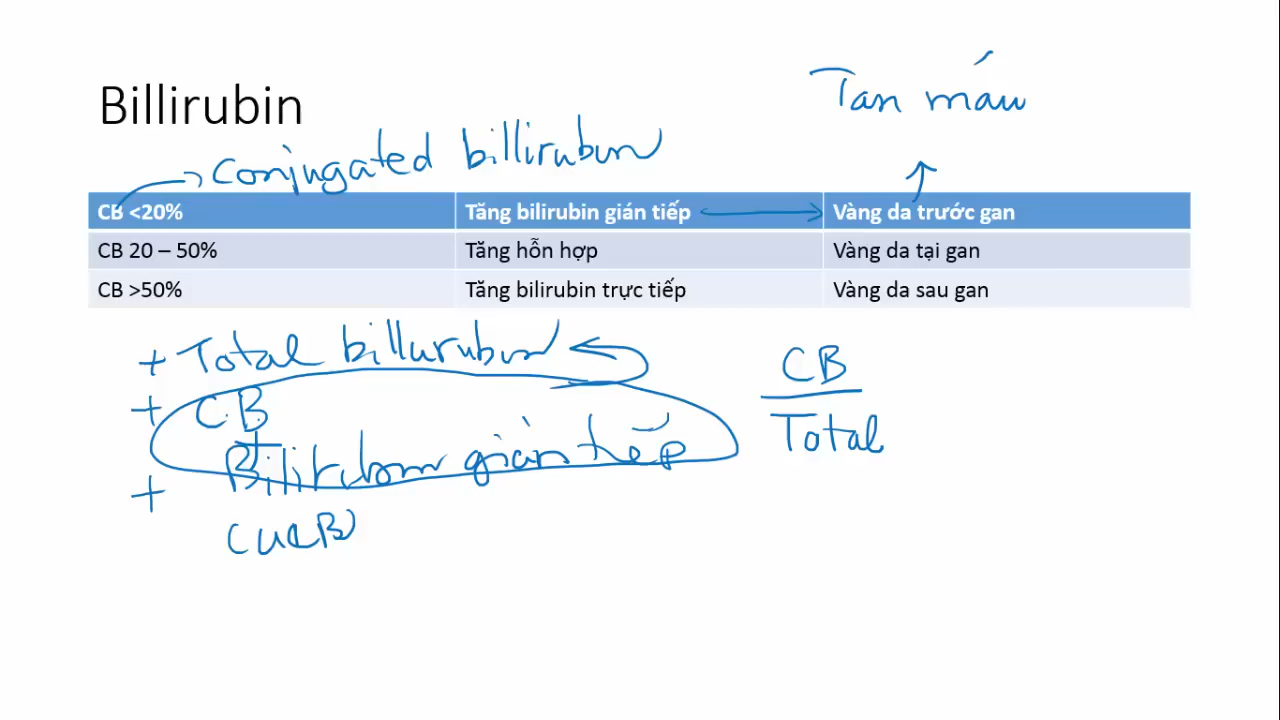 Tan máu
Billirubin
Conjugated billirubin
CB <20% Tăng bilirubin gián tiếp Vàng da trước gan
CB 20 – 50% Tăng hỗn hợp Vàng da tại gan
CB >50% Tăng bilirubin trực tiếp Vàng da sau gan
+ Total billirubin
+ CB
+ Bilirubin gián tiếp
(UCB)
CB
Total